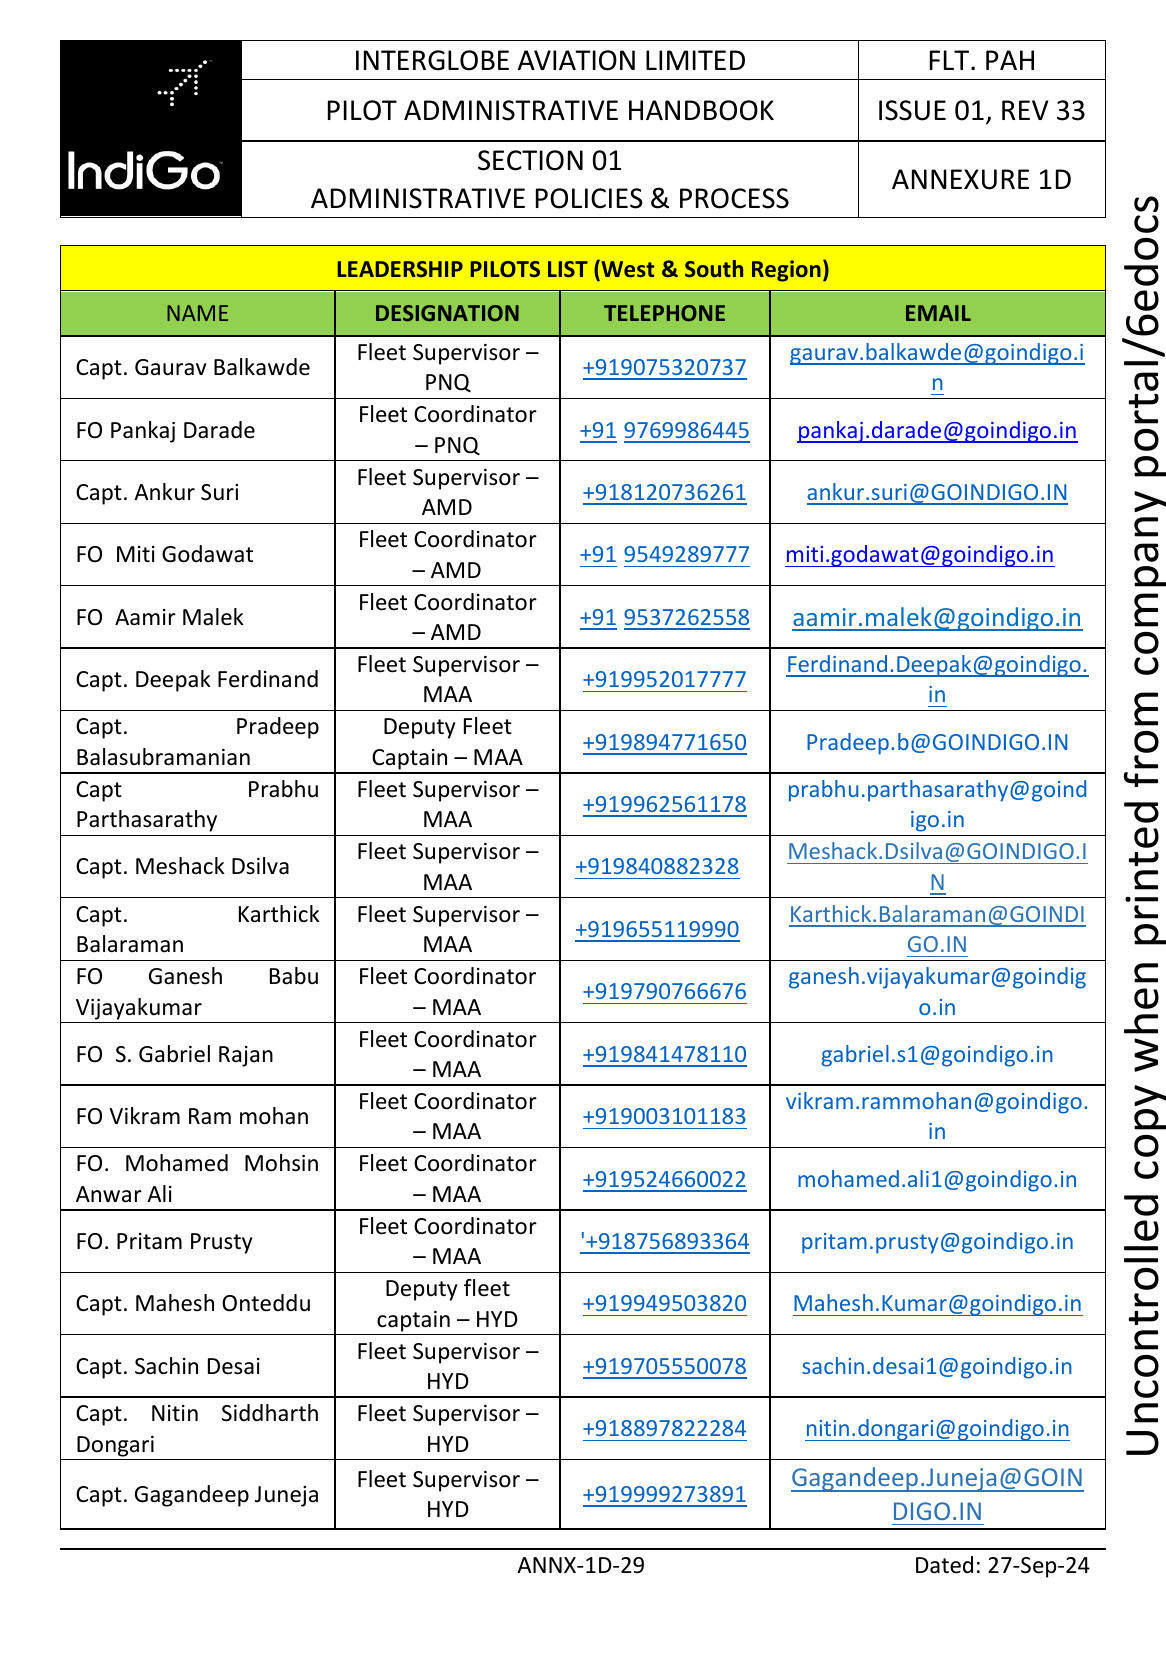 IndiGo
INTERGLOBE AVIATION LIMITED
FLT. PAH
PILOT ADMINISTRATIVE HANDBOOK
ISSUE 01, REV 33
SECTION 01
ADMINISTRATIVE POLICIES & PROCESS
ANNEXURE 1D
LEADERSHIP PILOTS LIST (West & South Region)
NAME
DESIGNATION
TELEPHONE
EMAIL
Capt. Gaurav Balkawde
Fleet Supervisor –
PNQ
+919075320737
gaurav.balkawde@goindigo.i
n
FO Pankaj Darade
Fleet Coordinator
– PNQ
+91 9769986445
pankaj.darade@goindigo.in
Capt. Ankur Suri
Fleet Supervisor –
AMD
+918120736261
ankur.suri@GOINDIGO.IN
FO  Miti Godawat
Fleet Coordinator
– AMD
+91 9549289777
miti.godawat@goindigo.in
FO  Aamir Malek
Fleet Coordinator
– AMD
+91 9537262558
aamir.malek@goindigo.in
Capt. Deepak Ferdinand
Fleet Supervisor –
MAA
+919952017777
Ferdinand.Deepak@goindigo.
in
Capt. Pradeep
Balasubramanian
Deputy Fleet
Captain – MAA
+919894771650
Pradeep.b@GOINDIGO.IN
Capt Prabhu
Parthasarathy
Fleet Supervisor –
MAA
+919962561178
prabhu.parthasarathy@goind
igo.in
Capt. Meshack Dsilva
Fleet Supervisor –
MAA
+919840882328
Meshack.Dsilva@GOINDIGO.I
N
Capt. Karthick
Balaraman
Fleet Supervisor –
MAA
+919655119990
Karthick.Balaraman@GOINDI
GO.IN
FO Ganesh Babu
Vijayakumar
Fleet Coordinator
– MAA
+919790766676
ganesh.vijayakumar@goindig
o.in
FO  S. Gabriel Rajan
Fleet Coordinator
– MAA
+919841478110
gabriel.s1@goindigo.in
FO Vikram Ram mohan
Fleet Coordinator
– MAA
+919003101183
vikram.rammohan@goindigo.
in
FO. Mohamed Mohsin
Anwar Ali
Fleet Coordinator
– MAA
+919524660022
mohamed.ali1@goindigo.in
FO. Pritam Prusty
Fleet Coordinator
– MAA
'+918756893364
pritam.prusty@goindigo.in
Capt. Mahesh Onteddu
Deputy fleet
captain – HYD
+919949503820
Mahesh.Kumar@goindigo.in
Capt. Sachin Desai
Fleet Supervisor –
HYD
+919705550078
sachin.desai1@goindigo.in
Capt. Nitin Siddharth
Dongari
Fleet Supervisor –
HYD
+918897822284
nitin.dongari@goindigo.in
Capt. Gagandeep Juneja
Fleet Supervisor –
HYD
+919999273891
Gagandeep.Juneja@GOIN
DIGO.IN
ANNX-1D-29
Dated: 27-Sep-24
Uncontrolled copy when printed from company portal/6edocs